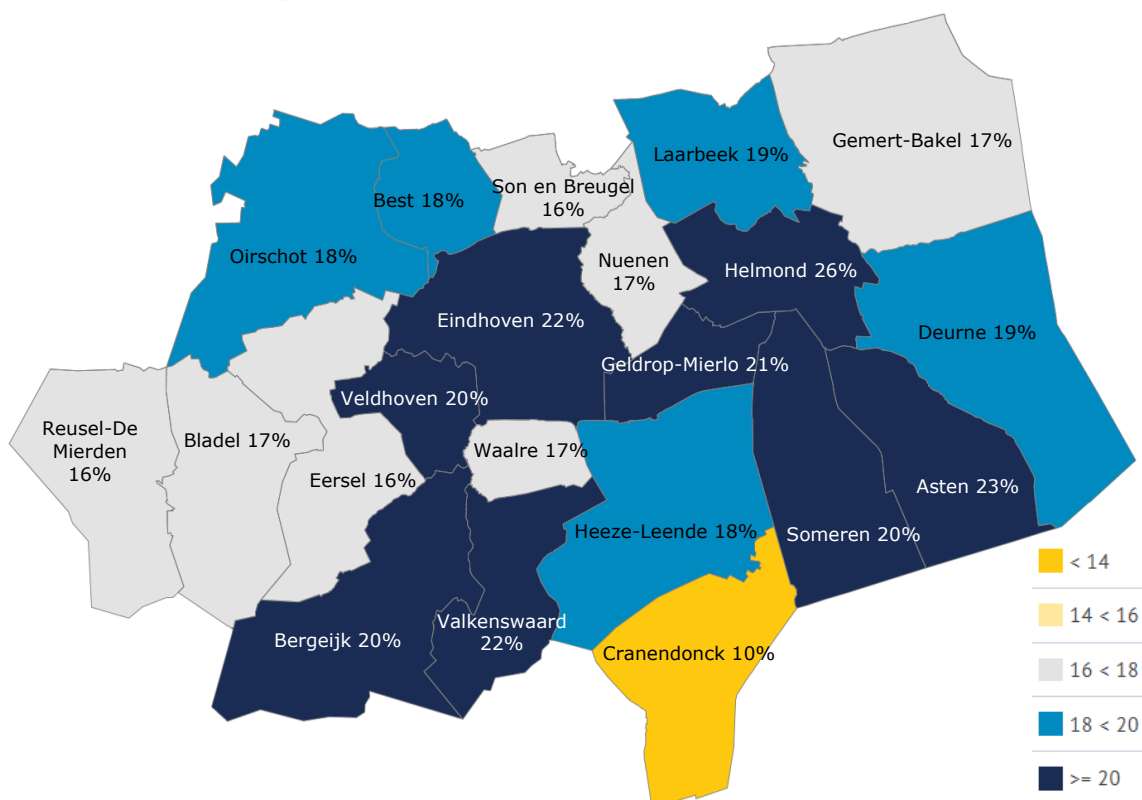 Gemert-Bakel 17%
Laarbeek 19%
Son en Breugel
16%
Best 18%
Oirschot 18%
Nuenen
17%
Helmond 26%
Eindhoven 22%
Deurne 19%
Geldrop-Mierlo 21%
Veldhoven 20%
Reusel-De
Mierden
16%
Bladel 17%
Waalre 17%
Eersel 16%
Asten 23%
Heeze-Leende 18%
Someren 20%
Valkenswaard
22%
Bergeijk 20%
Cranendonck 10%
< 14
14 < 16
16 < 18
18 < 20
>= 20